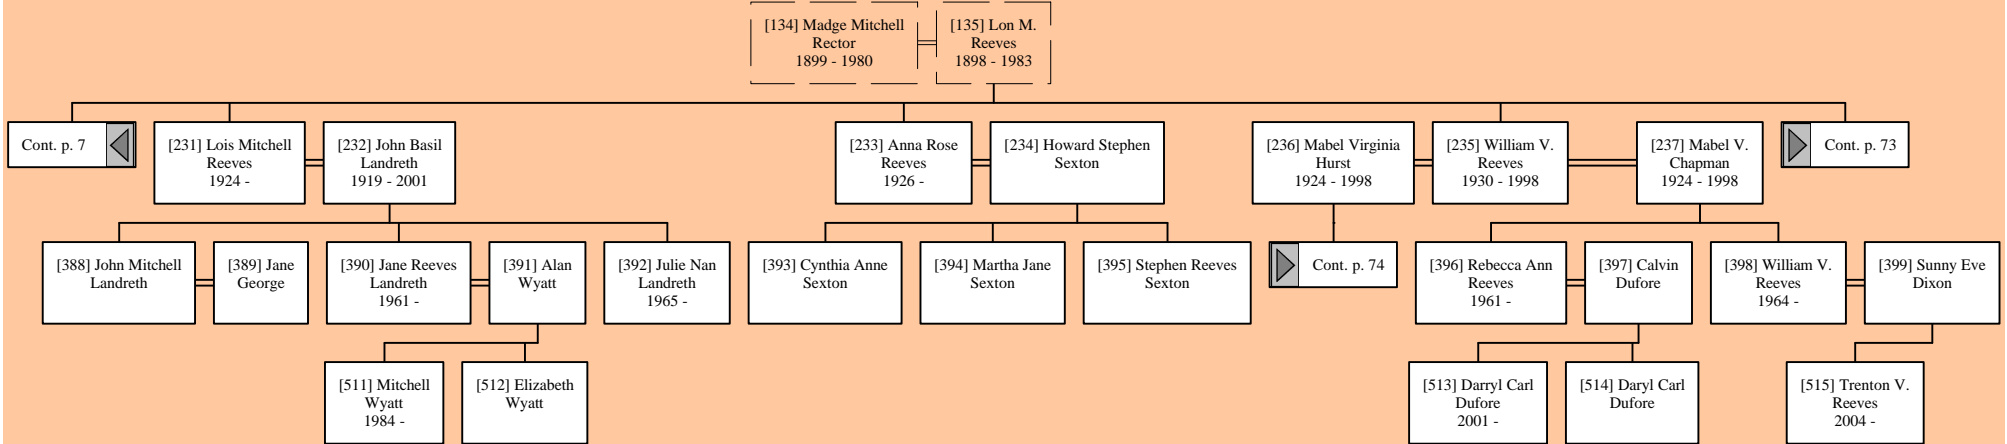 [134] Madge Mitchell
Rector
1899 - 1980
[135] Lon M.
Reeves
1898 - 1983
Cont. p. 7
[231] Lois Mitchell
Reeves
1924 -
[232] John Basil
Landreth
1919 - 2001
[233] Anna Rose
Reeves
1926 -
[234] Howard Stephen
Sexton
[236] Mabel Virginia
Hurst
1924 - 1998
[235] William V.
Reeves
1930 - 1998
[237] Mabel V.
Chapman
1924 - 1998
Cont. p. 73
[388] John Mitchell
Landreth
[389] Jane
George
[390] Jane Reeves
Landreth
1961 -
[391] Alan
Wyatt
[392] Julie Nan
Landreth
1965 -
[393] Cynthia Anne
Sexton
[394] Martha Jane
Sexton
[395] Stephen Reeves
Sexton
Cont. p. 74
[396] Rebecca Ann
Reeves
1961 -
[397] Calvin
Dufore
[398] William V.
Reeves
1964 -
[399] Sunny Eve
Dixon
[511] Mitchell
Wyatt
1984 -
[512] Elizabeth
Wyatt
[513] Darryl Carl
Dufore
2001 -
[514] Daryl Carl
Dufore
[515] Trenton V.
Reeves
2004 -